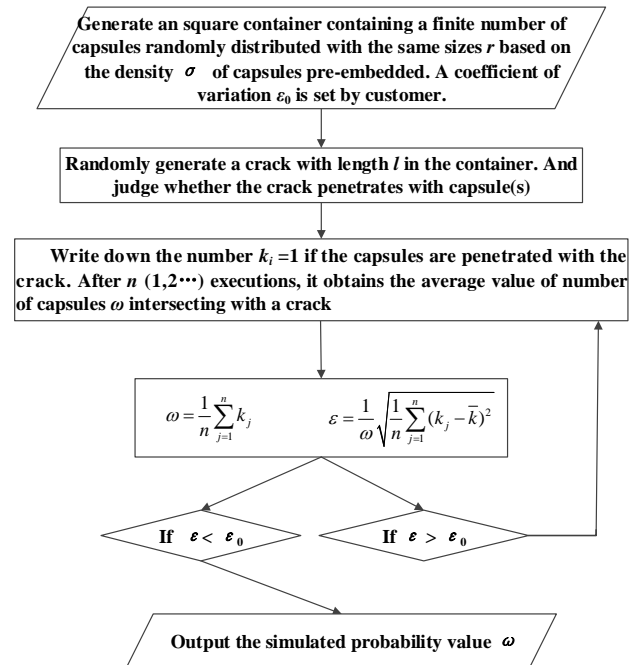 Generate an square container containing a finite number of
capsules randomly distributed with the same sizes r based on
the density σ of capsules pre-embedded. A coefficient of
variation ε₀ is set by customer.
Randomly generate a crack with length l in the container. And
judge whether the crack penetrates with capsule(s)
Write down the number kᵢ =1 if the capsules are penetrated with the
crack. After n (1,2⋯) executions, it obtains the average value of number
of capsules ω intersecting with a crack
ω = 1/n ∑_{j=1}^{n} k_j
ε = 1/ω √(1/n ∑_{j=1}^{n} (k_j − k̄)²)
If ε < ε₀
If ε > ε₀
Output the simulated probability value ω